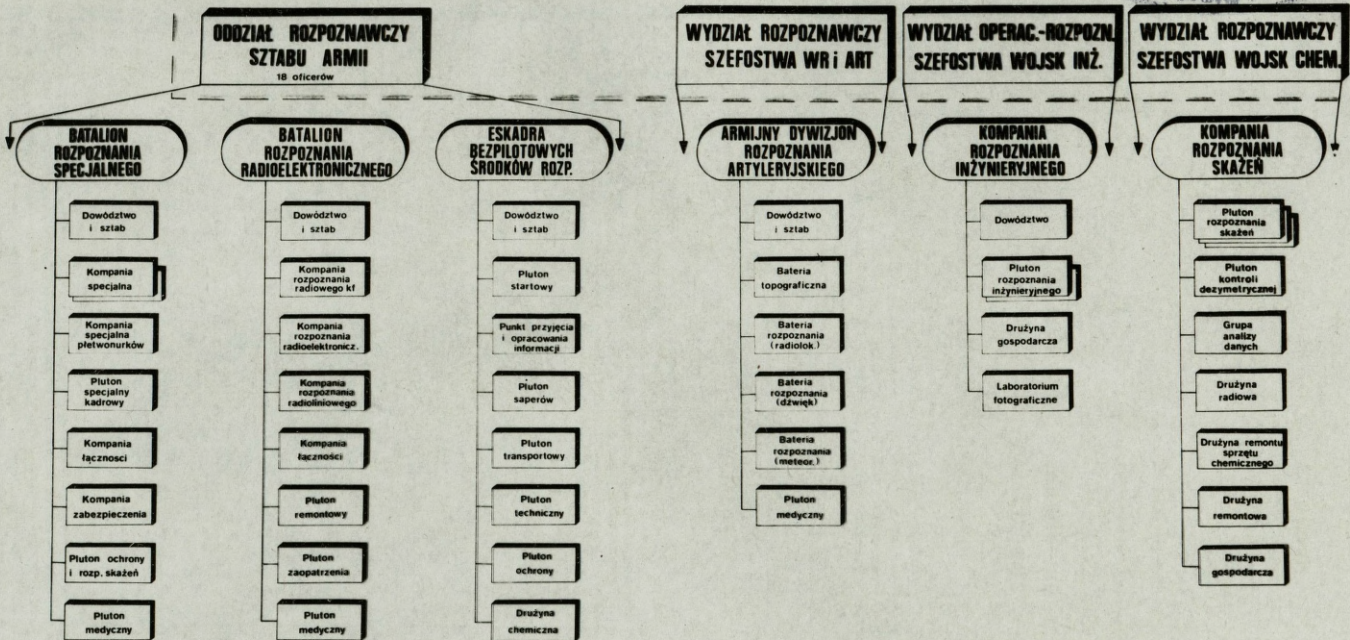 ODDZIAŁ ROZPOZNAWCZY
SZTABU ARMII
18 oficerów
WYDZIAŁ ROZPOZNAWCZY
SZEFOSTWA WR i ART
WYDZIAŁ OPERAC.-ROZPOZN.
SZEFOSTWA WOJSK INŻ.
WYDZIAŁ ROZPOZNAWCZY
SZEFOSTWA WOJSK CHEM.
BATALION
ROZPOZNANIA
SPECJALNEGO
Dowództwo
i sztab
Kompania
specjalna
Kompania
specjalna
płetwonurków
Pluton
specjalny
kadrowy
Kompania
łącznosci
Kompania
zabezpieczenia
Pluton ochrony
i rozp. skażeń
Pluton
medyczny
BATALION
ROZPOZNANIA
RADIOELEKTRONICZNEGO
Dowództwo
i sztab
Kompania
rozpoznania
radiowego kf
Kompania
rozpoznania
radioelektronicz.
Kompania
rozpoznania
radioliniowego
Kompania
łączności
Pluton
remontowy
Pluton
zaopatrzenia
Pluton
medyczny
ESKADRA
BEZPILOTOWYCH
ŚRODKÓW ROZP.
Dowództwo
i sztab
Pluton
startowy
Punkt przyjęcia
i opracowania
informacji
Pluton
saperów
Pluton
transportowy
Pluton
techniczny
Pluton
ochrony
Drużyna
chemiczna
ARMIJNY DYWIZJON
ROZPOZNANIA
ARTYLERYJSKIEGO
Dowództwo
i sztab
Bateria
topograficzna
Bateria
rozpoznania
(radiolok.)
Bateria
rozpoznania
(dźwięk)
Bateria
rozpoznania
(meteor.)
Pluton
medyczny
KOMPANIA
ROZPOZNANIA
INŻYNIERYJNEGO
Dowództwo
Pluton
rozpoznania
inżynieryjnego
Drużyna
gospodarcza
Laboratorium
fotograficzne
KOMPANIA
ROZPOZNANIA
SKAŻEŃ
Pluton
rozpoznania
skażeń
Pluton
kontroli
dezymetrycznej
Grupa
analizy
danych
Drużyna
radiowa
Drużyna remontu
sprzętu
chemicznego
Drużyna
remontowa
Drużyna
gospodarcza